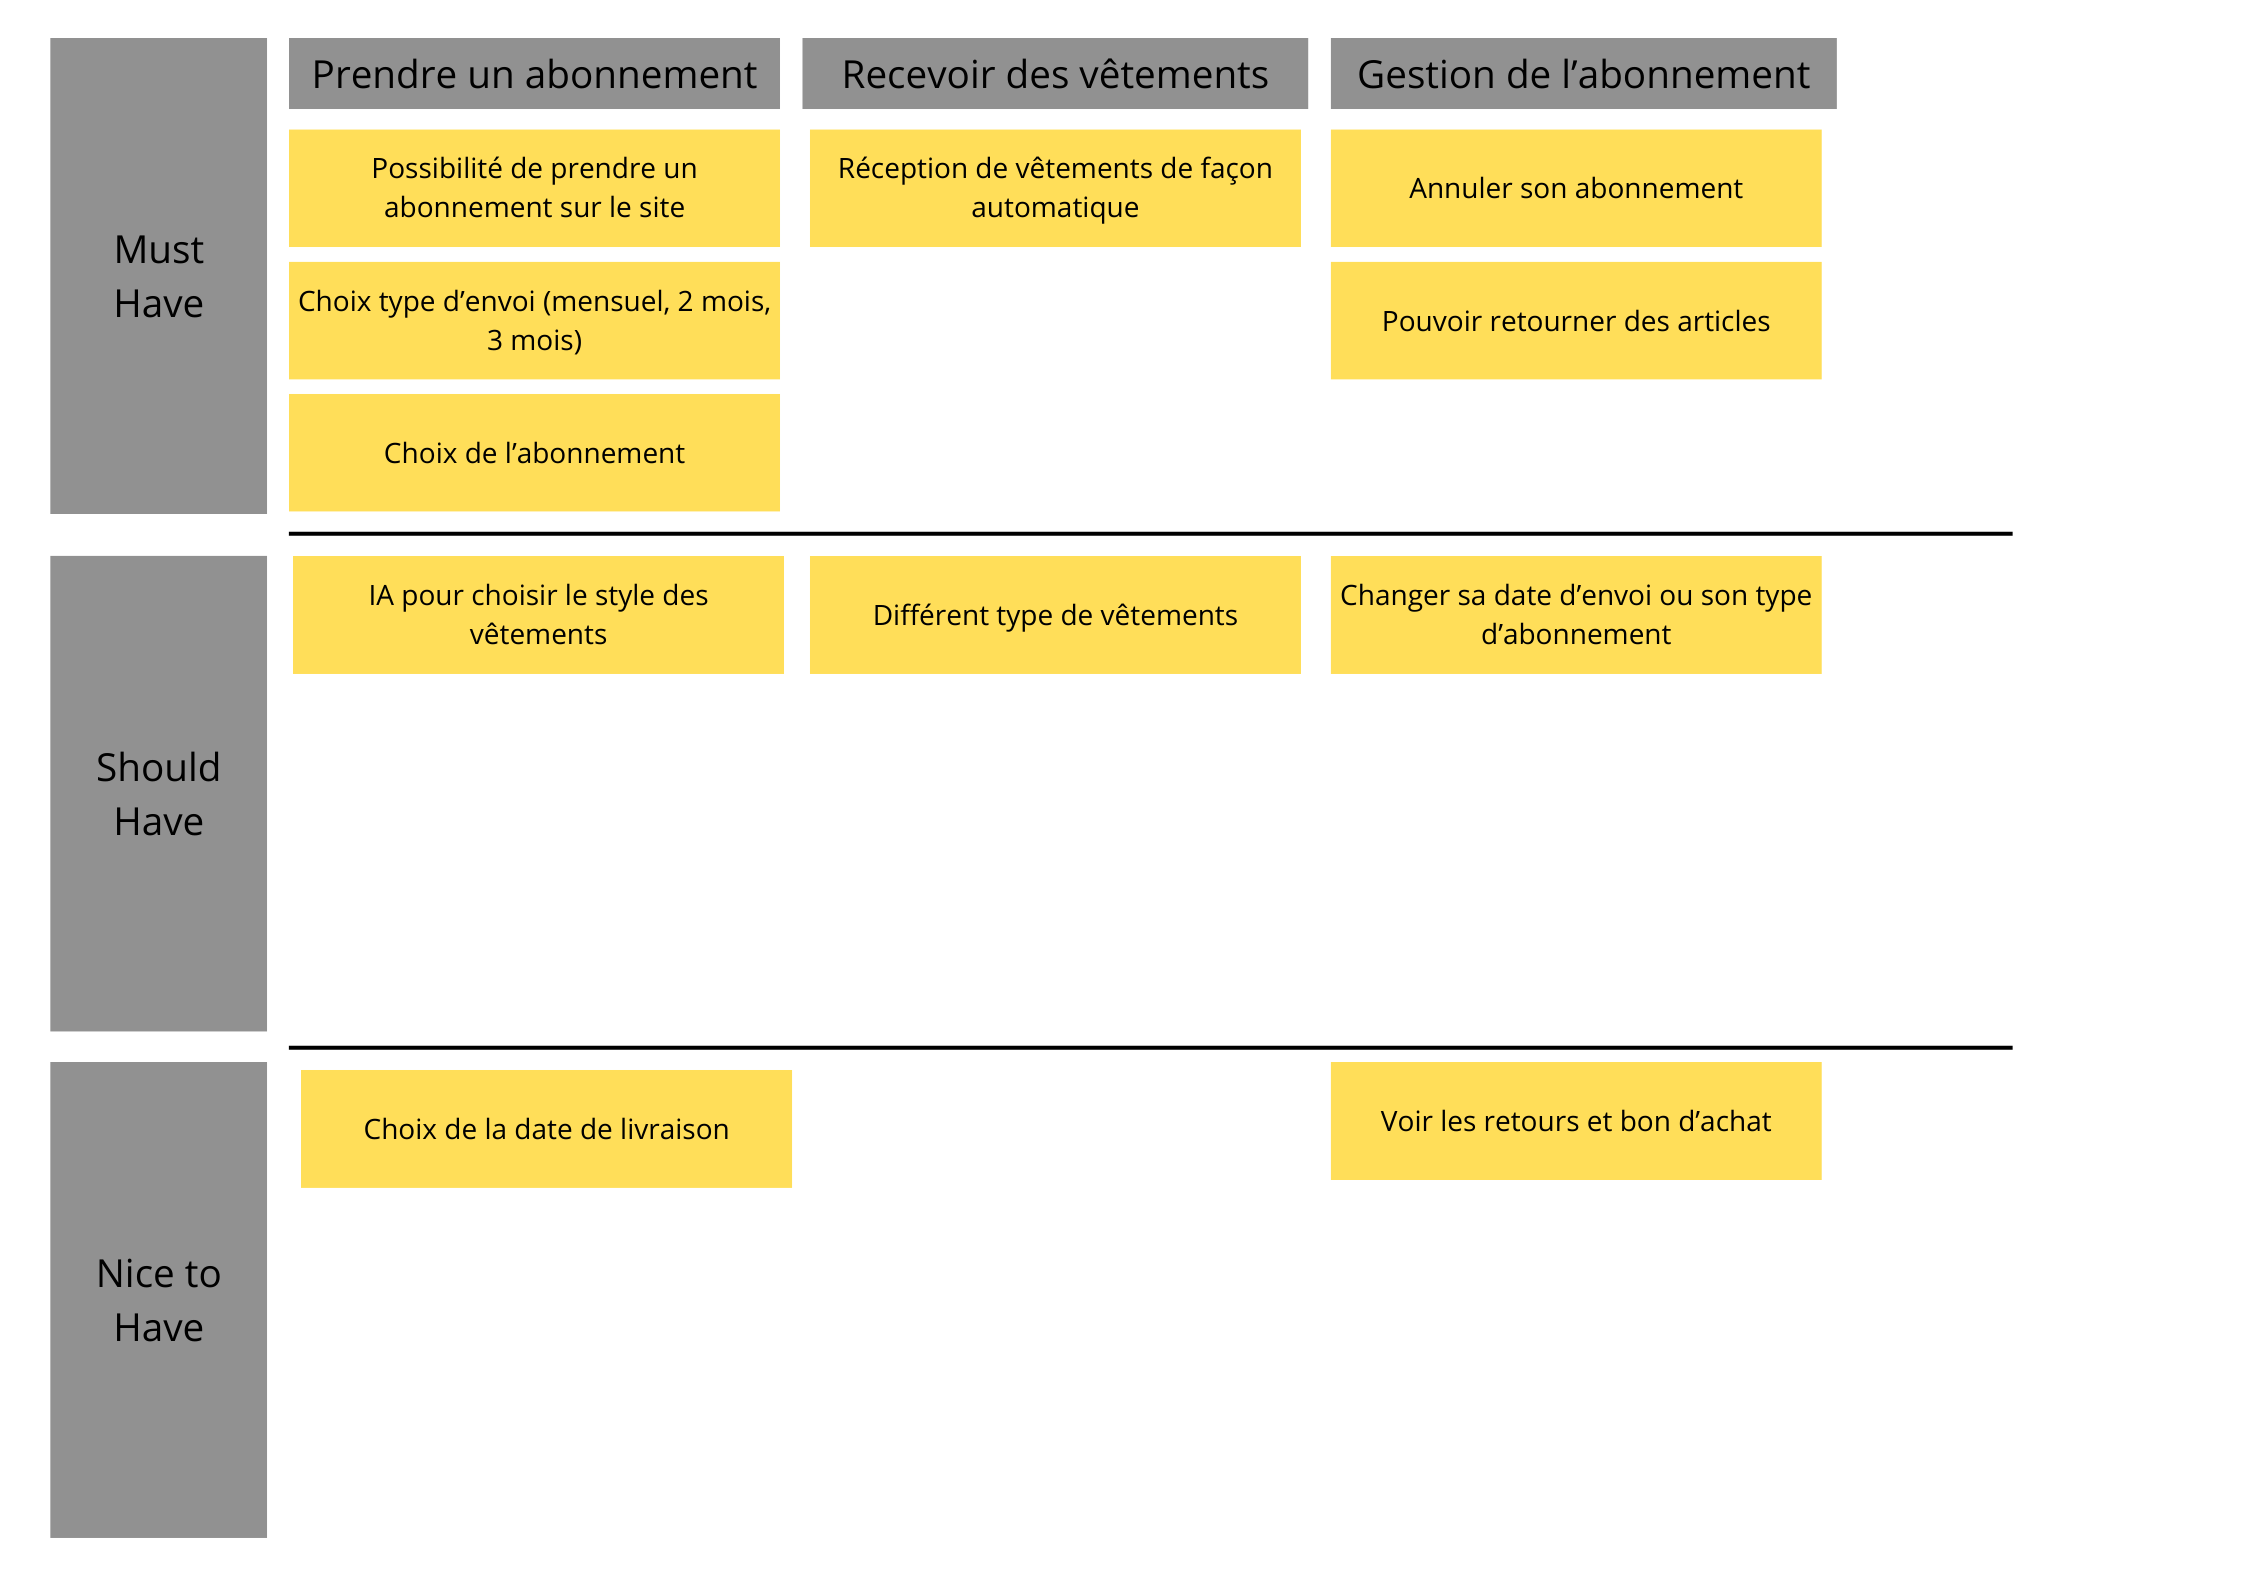 Prendre un abonnement
Recevoir des vêtements
Gestion de l’abonnement
Must
Have
Possibilité de prendre un
abonnement sur le site
Réception de vêtements de façon
automatique
Annuler son abonnement
Choix type d’envoi (mensuel, 2 mois,
3 mois)
Pouvoir retourner des articles
Choix de l’abonnement
Should
Have
IA pour choisir le style des
vêtements
Différent type de vêtements
Changer sa date d’envoi ou son type
d’abonnement
Nice to
Have
Choix de la date de livraison
Voir les retours et bon d’achat